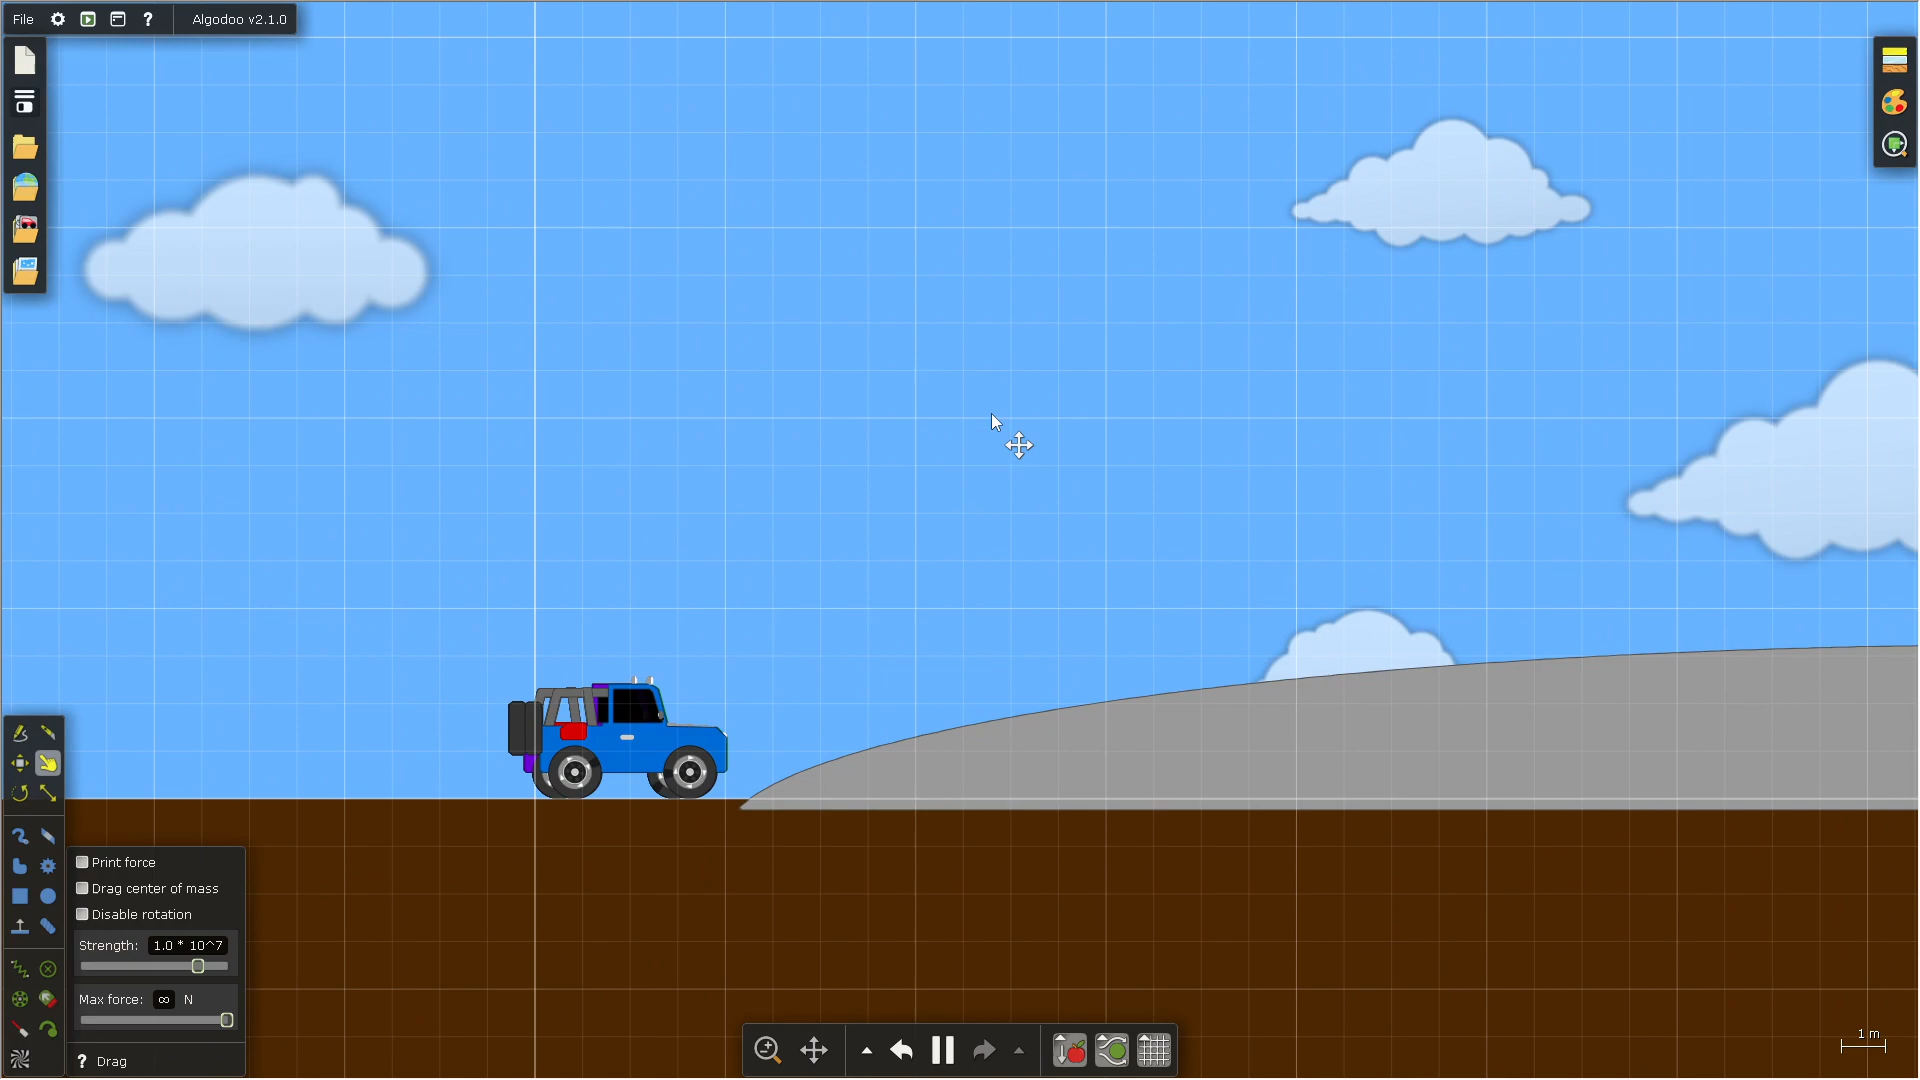 File ? Algodoo v2.1.0
Print force
Drag center of mass
Disable rotation
Strength: 1.0 * 10^7
Max force: ∞ N
? Drag
1 m